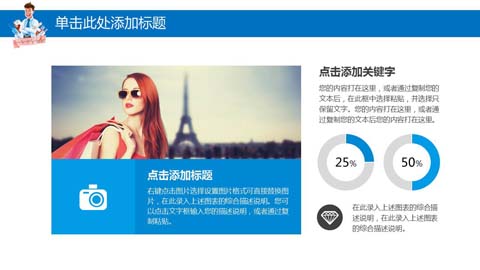 单击此处添加标题
点击添加关键字
您的内容打在这里，或者通过复制您的
文本后，在此框中选择粘贴，并选择只
保留文字。您的内容打在这里，或者通
过复制您的文本后您的内容打在这里。
25%
50%
点击添加标题
右键点击图片选择设置图片格式可直接替换图
片，在此录入上述图表的综合描述说明。您可
以点击文字框输入您的描述说明，或者通过复
制粘贴。
在此录入上述图表的综合描
述说明，在此录入上述图表
的综合描述说明。